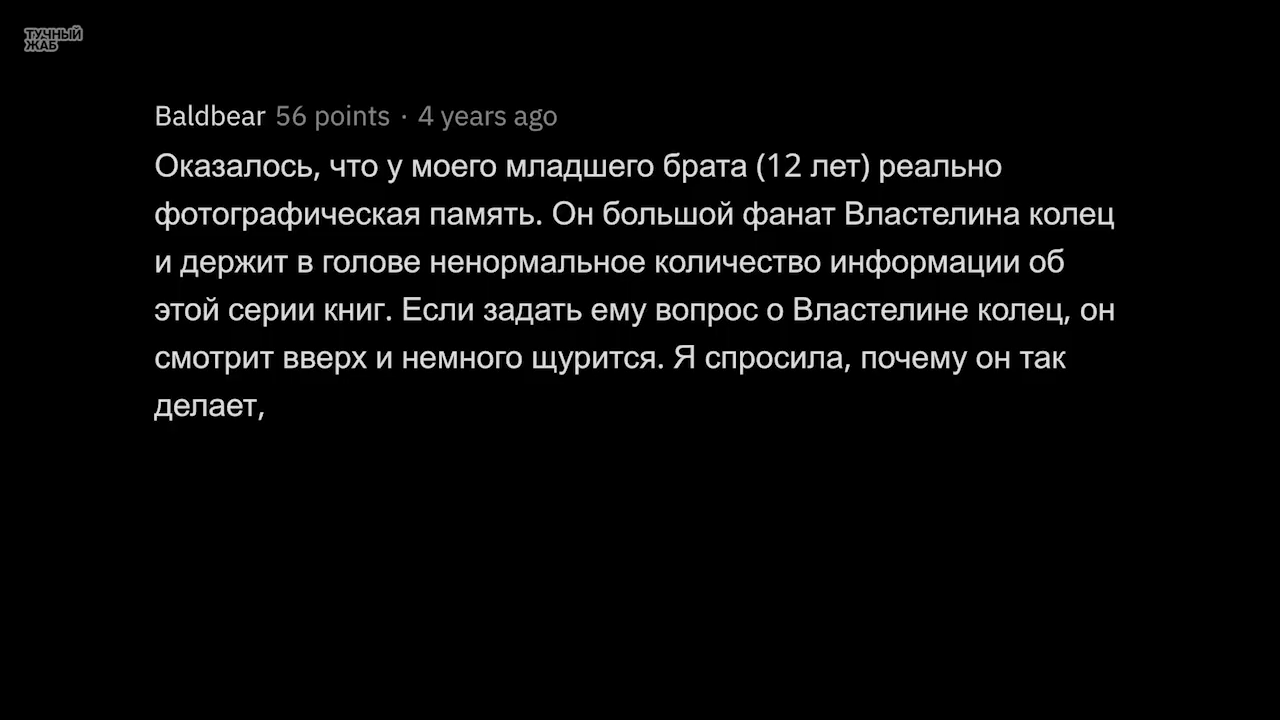 ТУЧНЫЙ
ЖАБ
Baldbear 56 points · 4 years ago
Оказалось, что у моего младшего брата (12 лет) реально
фотографическая память. Он большой фанат Властелина колец
и держит в голове ненормальное количество информации об
этой серии книг. Если задать ему вопрос о Властелине колец, он
смотрит вверх и немного щурится. Я спросила, почему он так
делает,